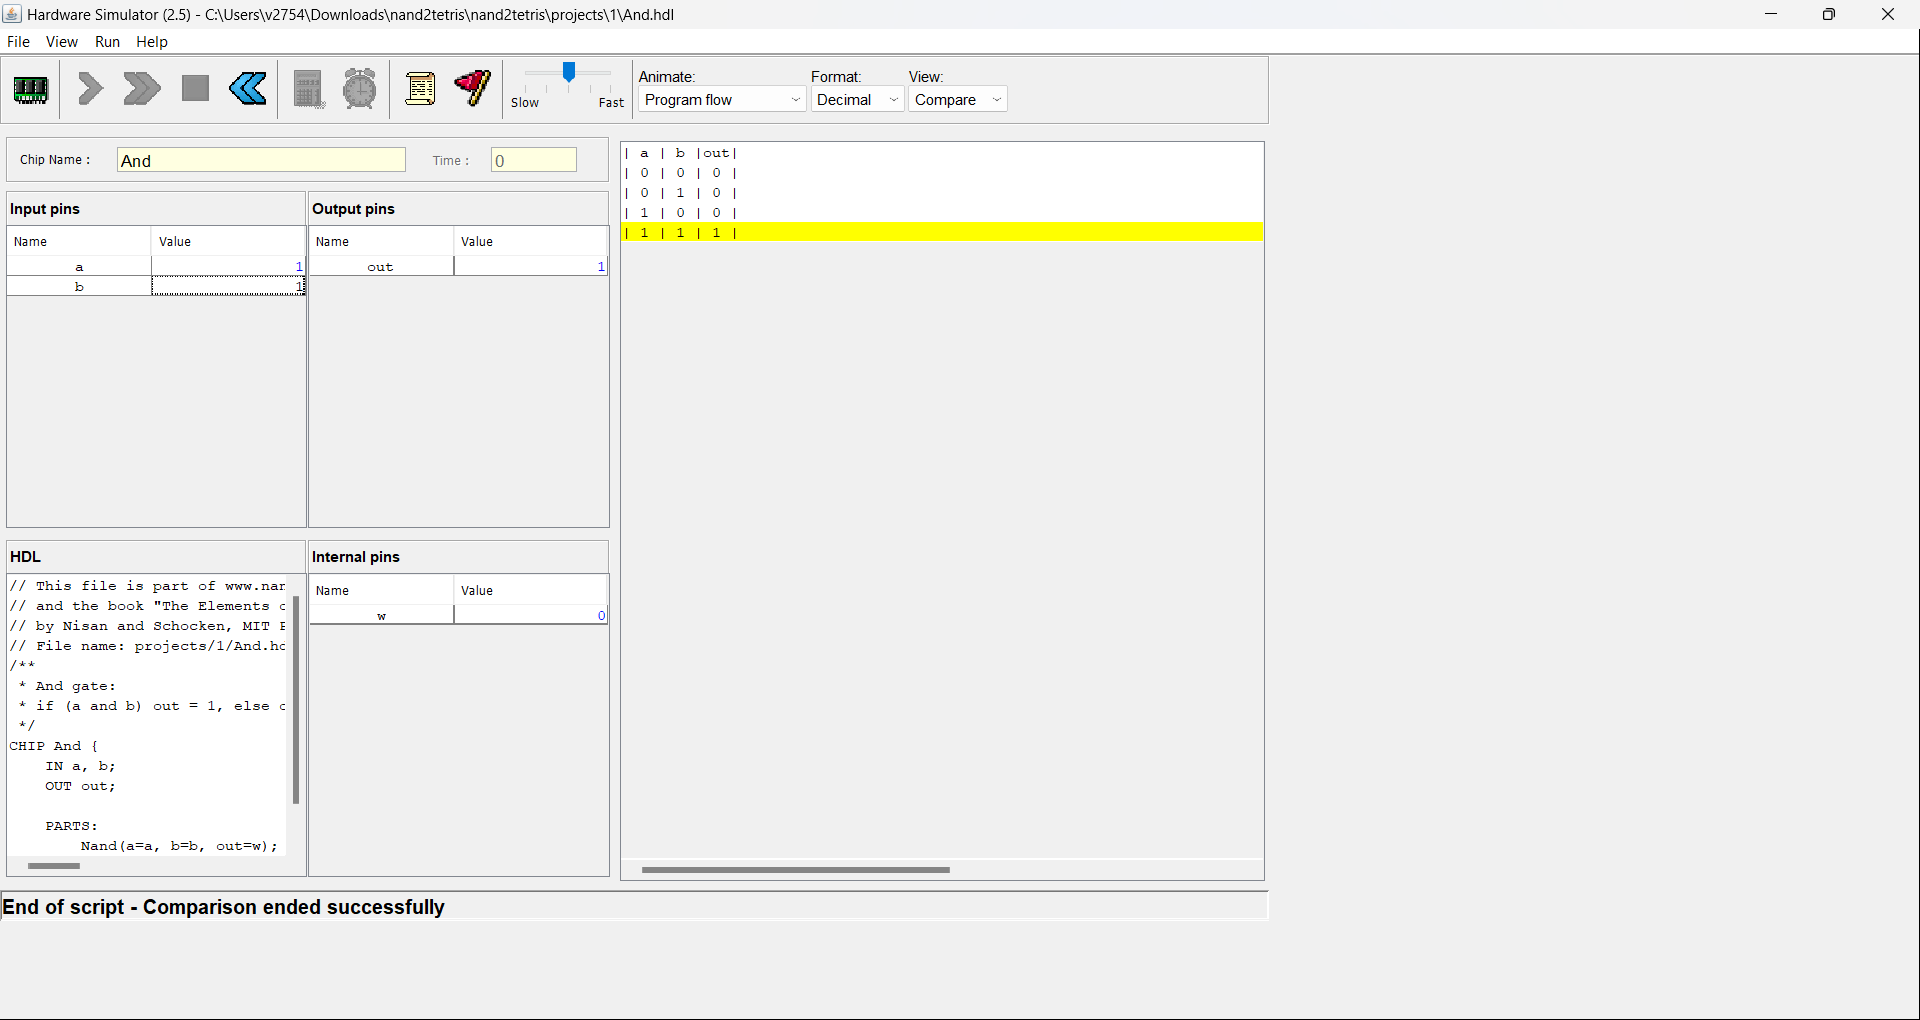 Hardware Simulator (2.5) - C:\Users\v2754\Downloads\nand2tetris\nand2tetris\projects\1\And.hdl
File View Run Help
Slow Fast
Animate: Format: View:
Program flow Decimal Compare
Chip Name : And Time : 0
Input pins
Name Value
a 1
b 1
Output pins
Name Value
out 1
HDL
// This file is part of www.nan
// and the book "The Elements o
// by Nisan and Schocken, MIT P
// File name: projects/1/And.hd
/**
* And gate:
* if (a and b) out = 1, else o
*/
CHIP And {
IN a, b;
OUT out;
PARTS:
Nand(a=a, b=b, out=w);
Internal pins
Name Value
w 0
| a | b |out|
| 0 | 0 | 0 |
| 0 | 1 | 0 |
| 1 | 0 | 0 |
| 1 | 1 | 1 |
End of script - Comparison ended successfully